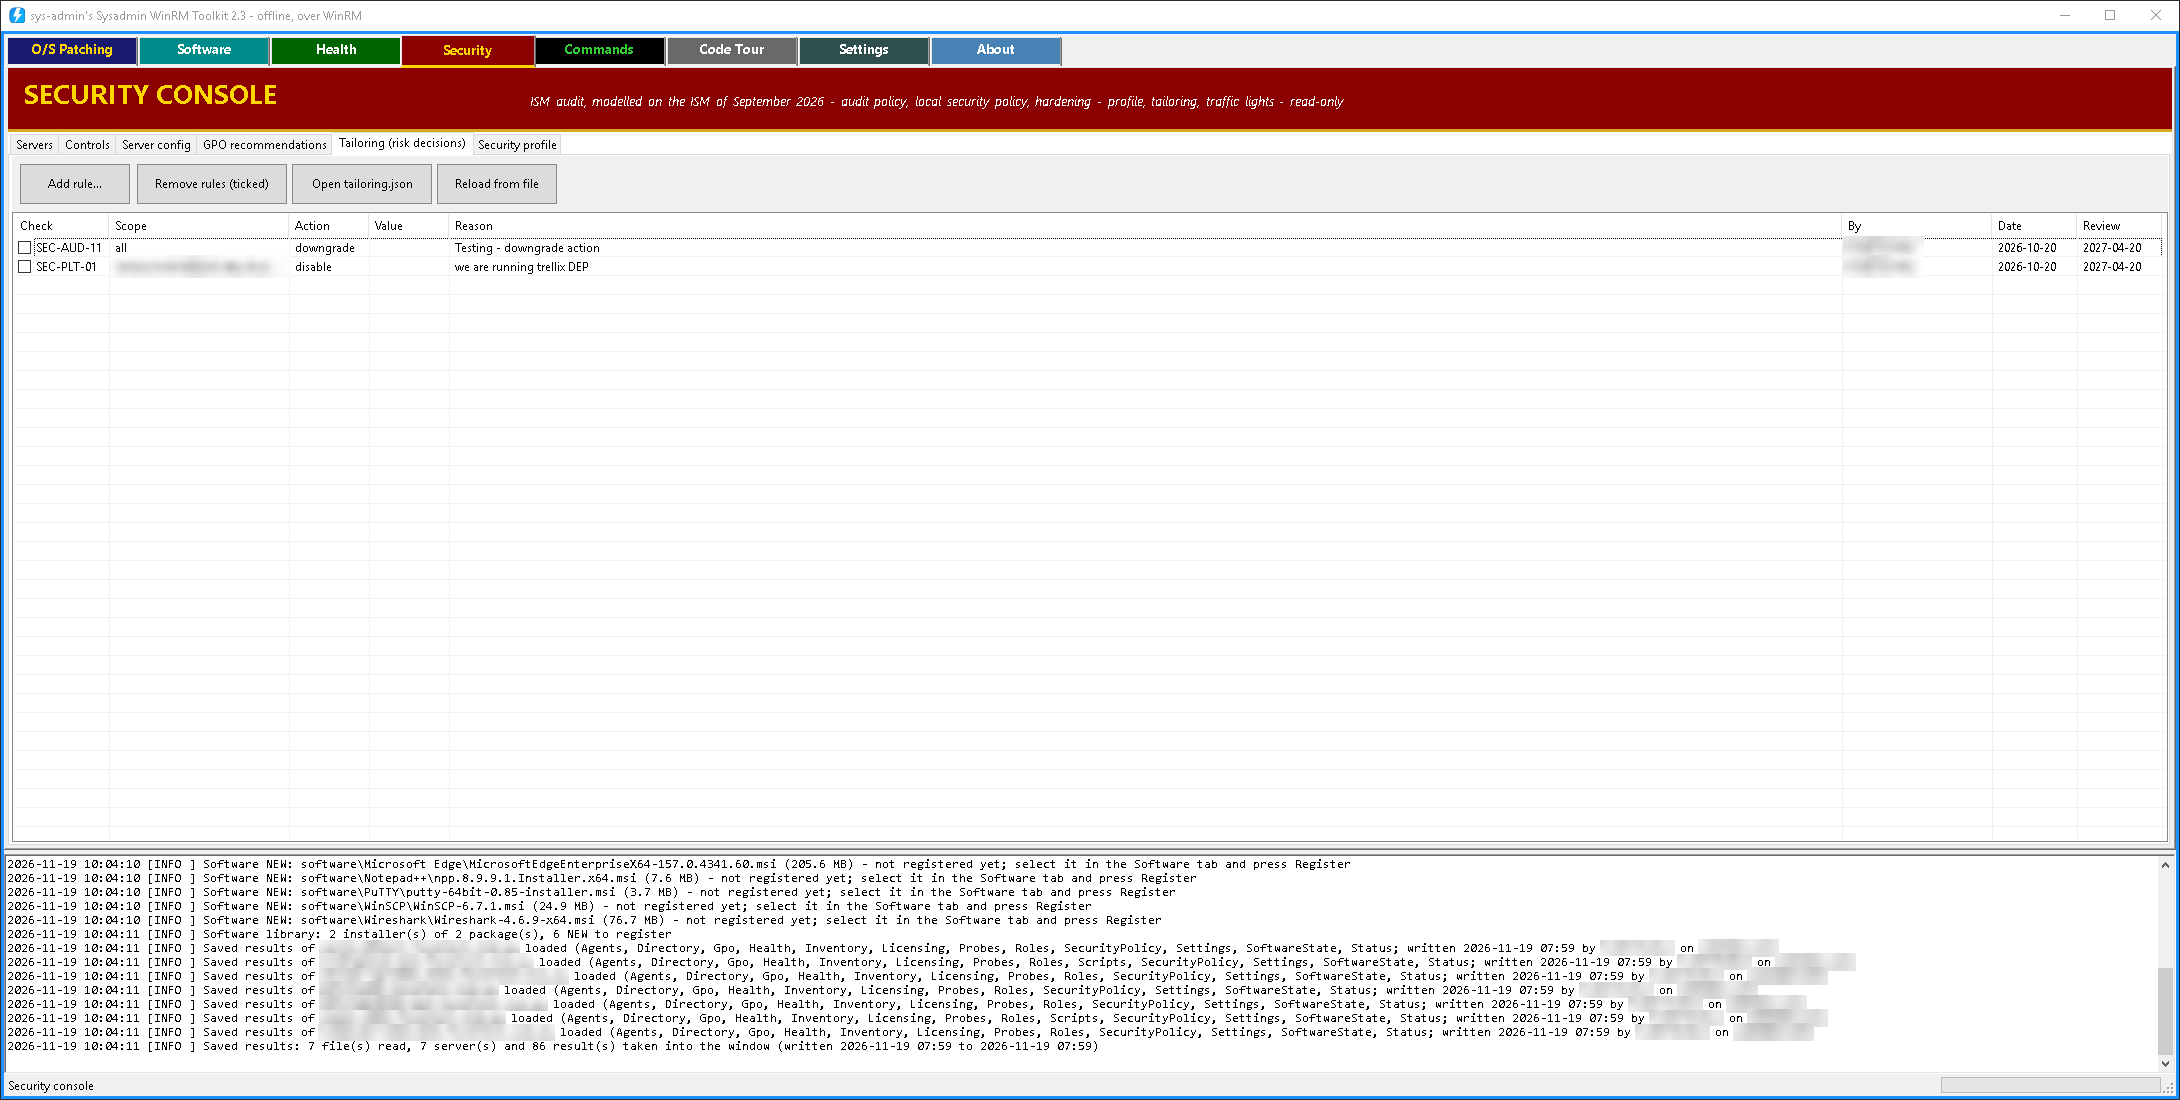 sys-admin's Sysadmin WinRM Toolkit 2.3 - offline, over WinRM
O/S Patching Software Health Security Commands Code Tour Settings About
SECURITY CONSOLE
ISM audit, modelled on the ISM of September 2026 - audit policy, local security policy, hardening - profile, tailoring, traffic lights - read-only
Servers Controls Server config GPO recommendations Tailoring (risk decisions) Security profile
Add rule... Remove rules (ticked) Open tailoring.json Reload from file
Check Scope Action Value Reason By Date Review
SEC-AUD-11 all downgrade Testing - downgrade action 2026-10-20 2027-04-20
SEC-PLT-01 disable we are running trellix DEP 2026-10-20 2027-04-20
2026-11-19 10:04:10 [INFO ] Software NEW: software\Microsoft Edge\MicrosoftEdgeEnterpriseX64-157.0.4341.60.msi (205.6 MB) - not registered yet; select it in the Software tab and press Register
2026-11-19 10:04:10 [INFO ] Software NEW: software\Notepad++\npp.8.9.9.1.Installer.x64.msi (7.6 MB) - not registered yet; select it in the Software tab and press Register
2026-11-19 10:04:10 [INFO ] Software NEW: software\PuTTY\putty-64bit-0.85-installer.msi (3.7 MB) - not registered yet; select it in the Software tab and press Register
2026-11-19 10:04:10 [INFO ] Software NEW: software\WinSCP\WinSCP-6.7.1.msi (24.9 MB) - not registered yet; select it in the Software tab and press Register
2026-11-19 10:04:10 [INFO ] Software NEW: software\Wireshark\Wireshark-4.6.9-x64.msi (76.7 MB) - not registered yet; select it in the Software tab and press Register
2026-11-19 10:04:11 [INFO ] Software library: 2 installer(s) of 2 package(s), 6 NEW to register
2026-11-19 10:04:11 [INFO ] Saved results of loaded (Agents, Directory, Gpo, Health, Inventory, Licensing, Probes, Roles, SecurityPolicy, Settings, SoftwareState, Status; written 2026-11-19 07:59 by on
2026-11-19 10:04:11 [INFO ] Saved results of loaded (Agents, Directory, Gpo, Health, Inventory, Licensing, Probes, Roles, Scripts, SecurityPolicy, Settings, SoftwareState, Status; written 2026-11-19 07:59 by on
2026-11-19 10:04:11 [INFO ] Saved results of loaded (Agents, Directory, Gpo, Health, Inventory, Licensing, Probes, Roles, SecurityPolicy, Settings, SoftwareState, Status; written 2026-11-19 07:59 by on
2026-11-19 10:04:11 [INFO ] Saved results of loaded (Agents, Directory, Gpo, Health, Inventory, Licensing, Probes, Roles, SecurityPolicy, Settings, SoftwareState, Status; written 2026-11-19 07:59 by on
2026-11-19 10:04:11 [INFO ] Saved results of loaded (Agents, Directory, Gpo, Health, Inventory, Licensing, Probes, Roles, SecurityPolicy, Settings, SoftwareState, Status; written 2026-11-19 07:59 by on
2026-11-19 10:04:11 [INFO ] Saved results of loaded (Agents, Directory, Gpo, Health, Inventory, Licensing, Probes, Roles, Scripts, SecurityPolicy, Settings, SoftwareState, Status; written 2026-11-19 07:59 by on
2026-11-19 10:04:11 [INFO ] Saved results of loaded (Agents, Directory, Gpo, Health, Inventory, Licensing, Probes, Roles, SecurityPolicy, Settings, SoftwareState, Status; written 2026-11-19 07:59 by on
2026-11-19 10:04:11 [INFO ] Saved results: 7 file(s) read, 7 server(s) and 86 result(s) taken into the window (written 2026-11-19 07:59 to 2026-11-19 07:59)
Security console